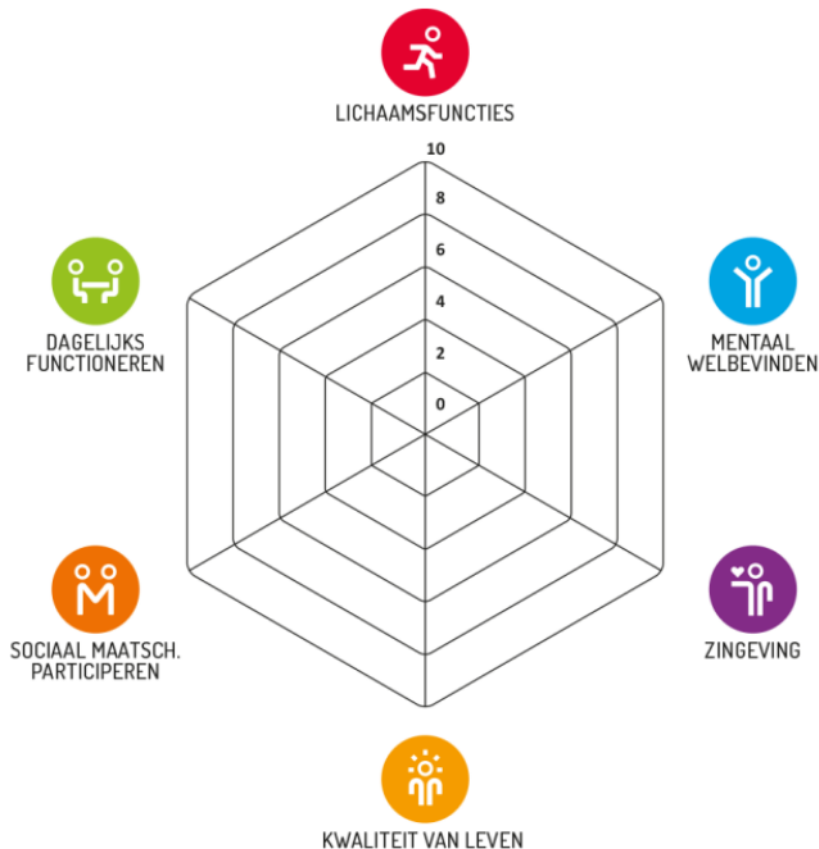 LICHAAMSFUNCTIES
10
8
6
4
2
0
DAGELIJKS
FUNCTIONEREN
MENTAAL
WELBEVINDEN
SOCIAAL MAATSCH.
PARTICIPEREN
ZINGEVING
KWALITEIT VAN LEVEN